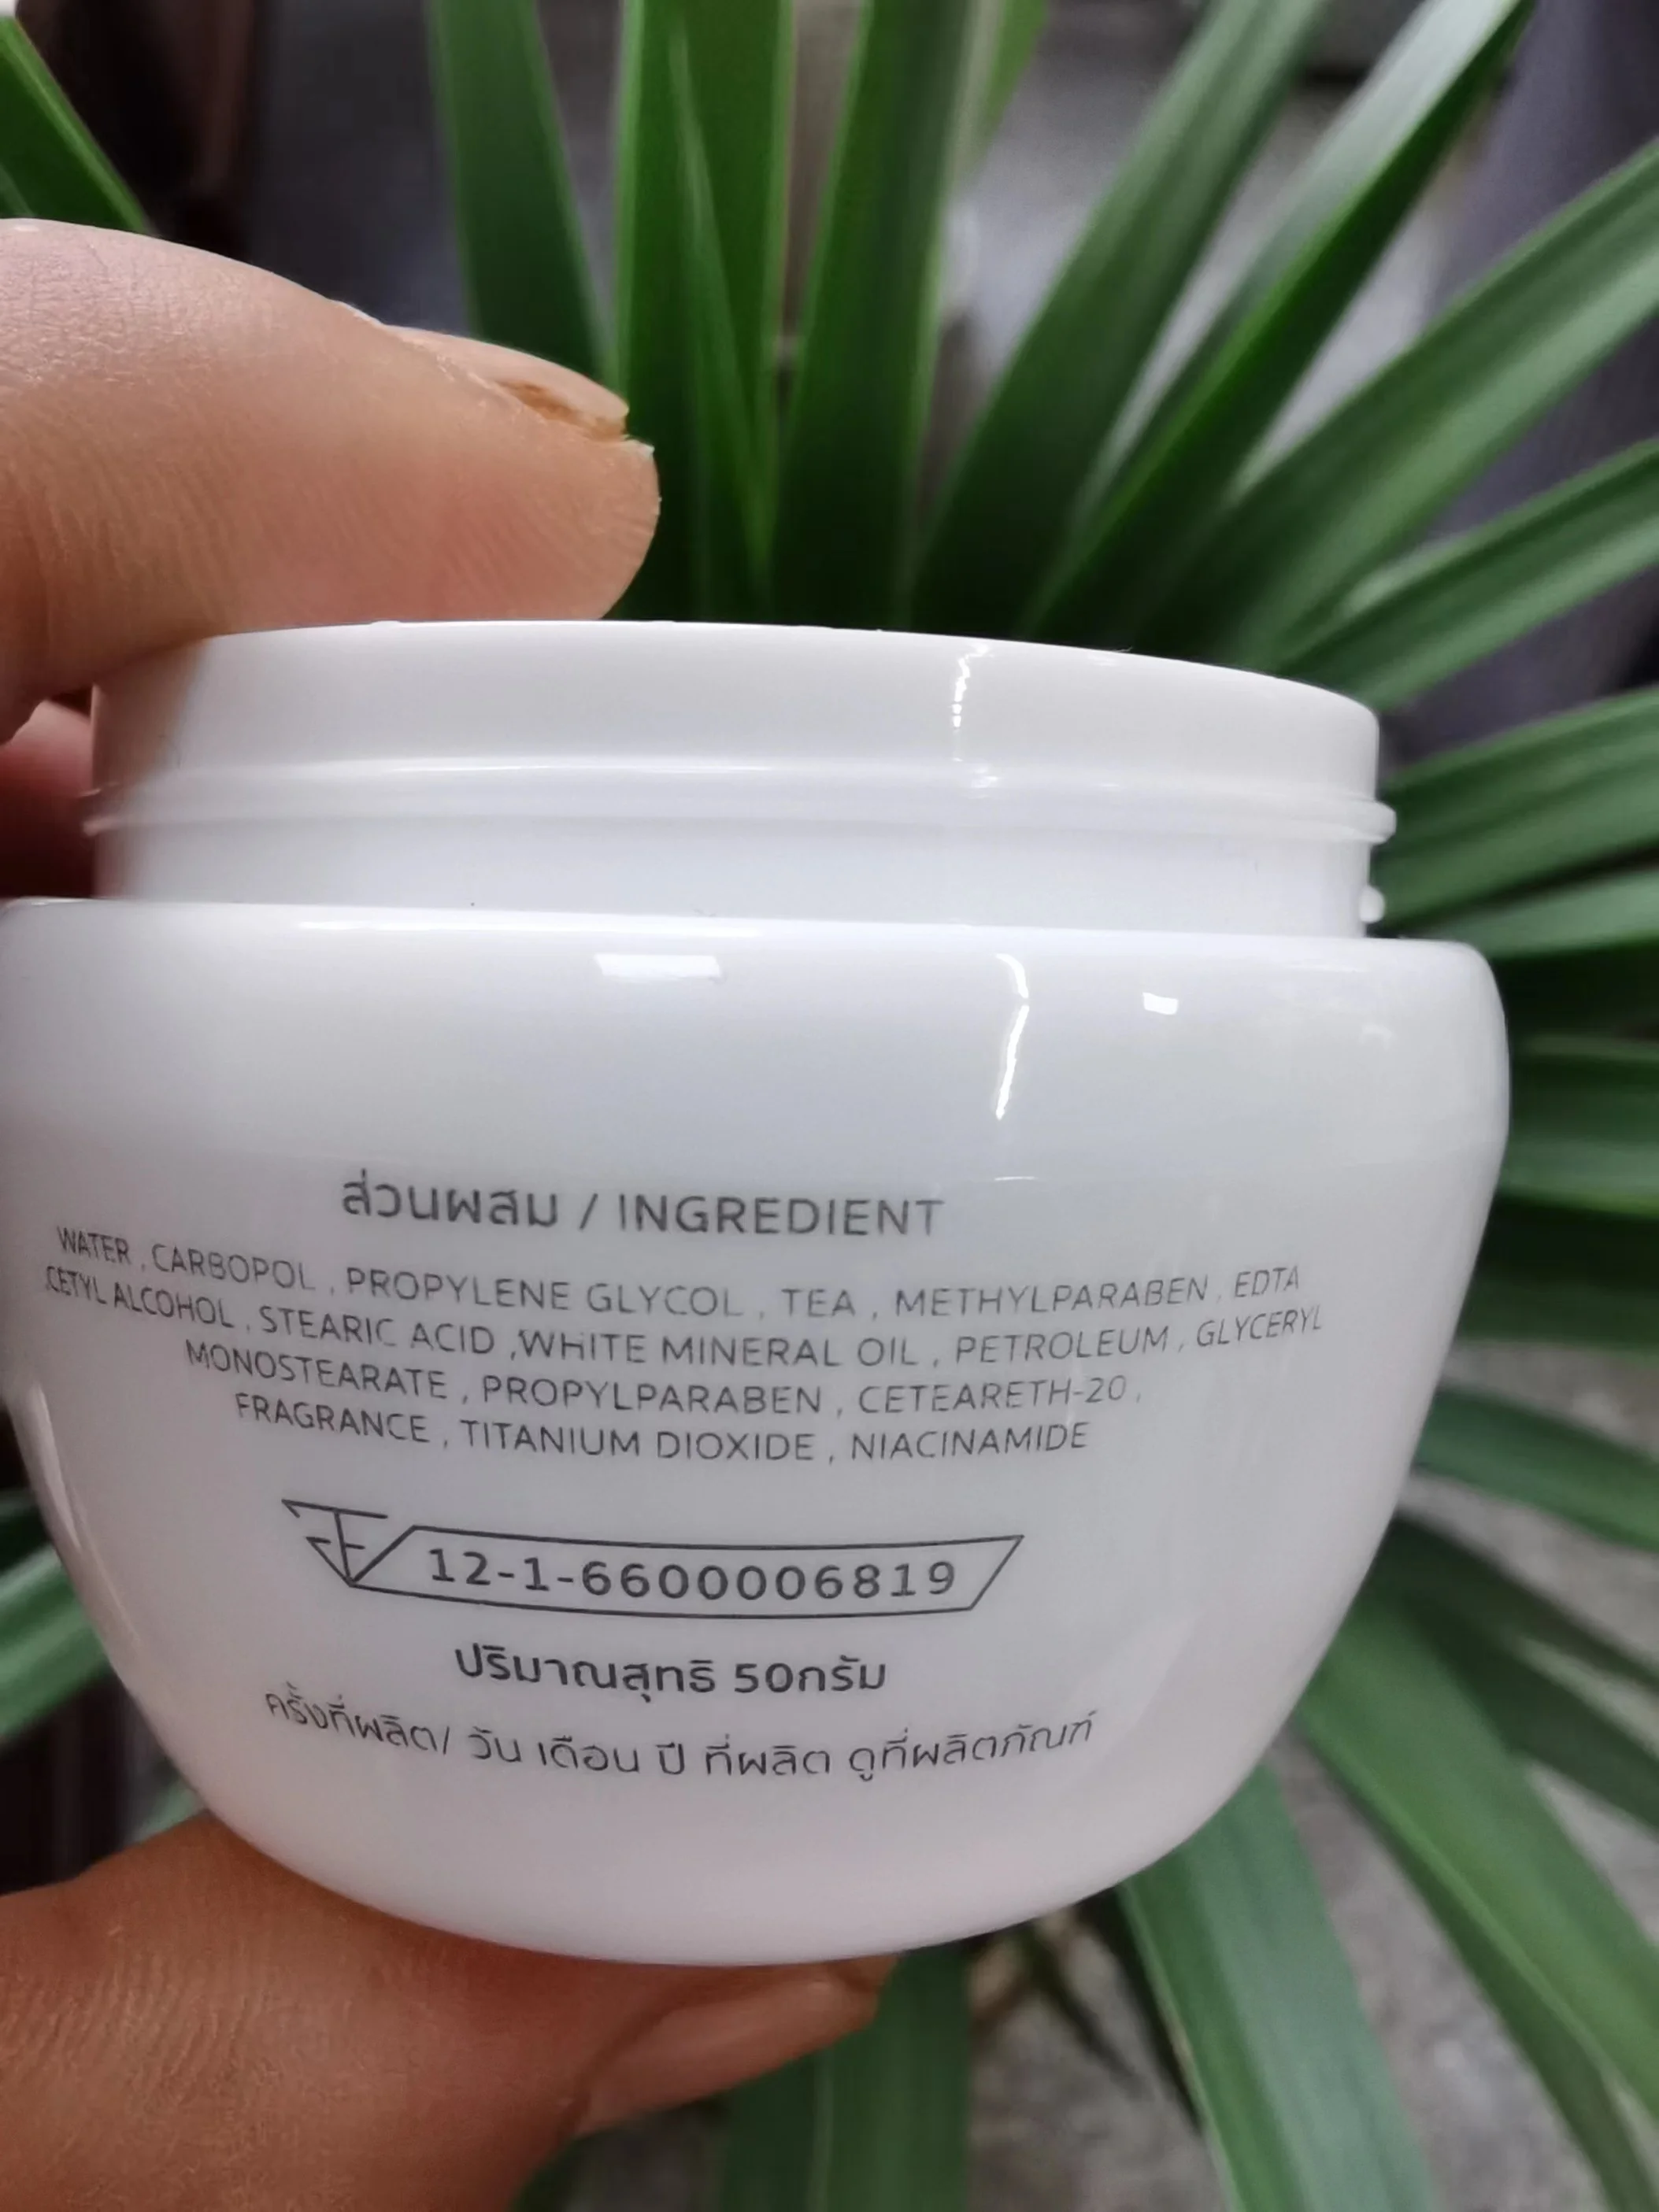 ส่วนผสม / INGREDIENT
WATER , CARBOPOL , PROPYLENE GLYCOL , TEA , METHYLPARABEN , EDTA
,CETYL ALCOHOL , STEARIC ACID ,WHITE MINERAL OIL , PETROLEUM , GLYCERYL
MONOSTEARATE , PROPYLPARABEN , CETEARETH-20 ,
FRAGRANCE , TITANIUM DIOXIDE , NIACINAMIDE
12-1-6600006819
ปริมาณสุทธิ 50กรัม
ครั้งที่ผลิต/ วัน เดือน ปี ที่ผลิต ดูที่ผลิตภัณฑ์